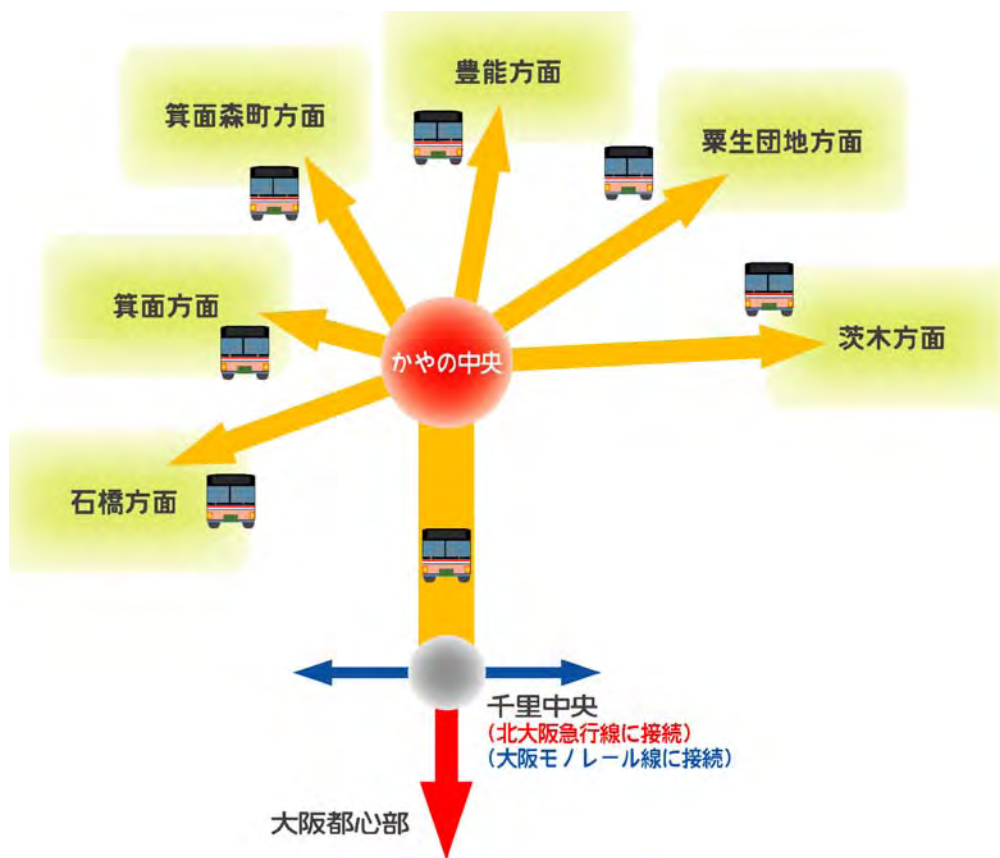 豊能方面
箕面森町方面
粟生団地方面
箕面方面
茨木方面
かやの中央
石橋方面
千里中央
(北大阪急行線に接続)
(大阪モノレール線に接続)
大阪都心部